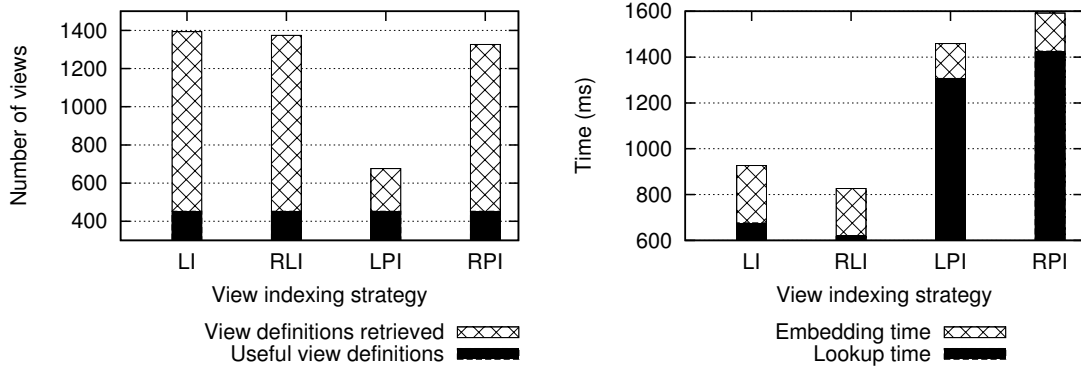 1400
1200
1000
800
600
400
Number of views
LI RLI LPI RPI
View indexing strategy
View definitions retrieved
Useful view definitions
1600
1400
1200
1000
800
600
Time (ms)
LI RLI LPI RPI
View indexing strategy
Embedding time
Lookup time